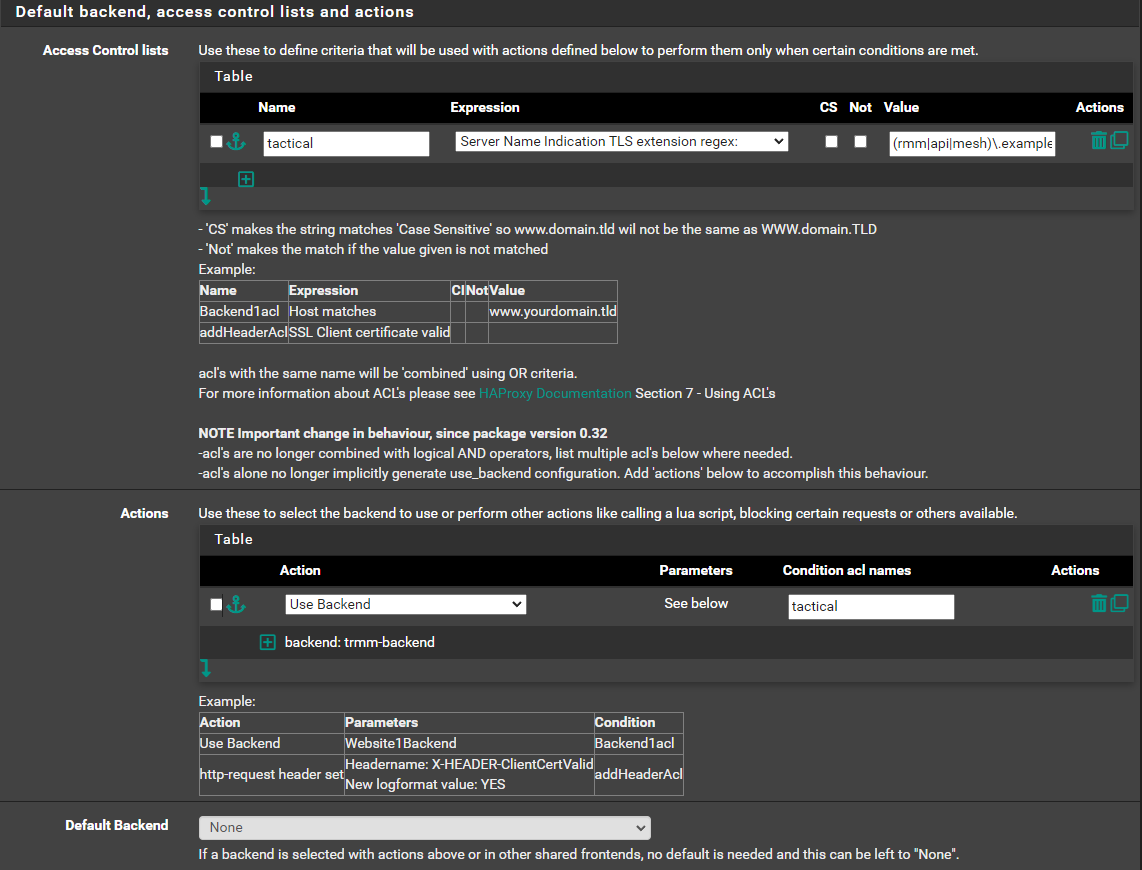 Default backend, access control lists and actions
Access Control lists
Use these to define criteria that will be used with actions defined below to perform them only when certain conditions are met.
Table
Name Expression CS Not Value Actions
tactical Server Name Indication TLS extension regex: (rmm|api|mesh)\.example
- 'CS' makes the string matches 'Case Sensitive' so www.domain.tld wil not be the same as WWW.domain.TLD
- 'Not' makes the match if the value given is not matched
Example:
Name Expression CI Not Value
Backend1acl Host matches www.yourdomain.tld
addHeaderAcl SSL Client certificate valid
acl's with the same name will be 'combined' using OR criteria.
For more information about ACL's please see HAProxy Documentation Section 7 - Using ACL's
NOTE Important change in behaviour, since package version 0.32
-acl's are no longer combined with logical AND operators, list multiple acl's below where needed.
-acl's alone no longer implicitly generate use_backend configuration. Add 'actions' below to accomplish this behaviour.
Actions
Use these to select the backend to use or perform other actions like calling a lua script, blocking certain requests or others available.
Table
Action Parameters Condition acl names Actions
Use Backend See below tactical
backend: trmm-backend
Example:
Action Parameters Condition
Use Backend Website1Backend Backend1acl
http-request header set Headername: X-HEADER-ClientCertValid addHeaderAcl
New logformat value: YES
Default Backend
None
If a backend is selected with actions above or in other shared frontends, no default is needed and this can be left to "None".